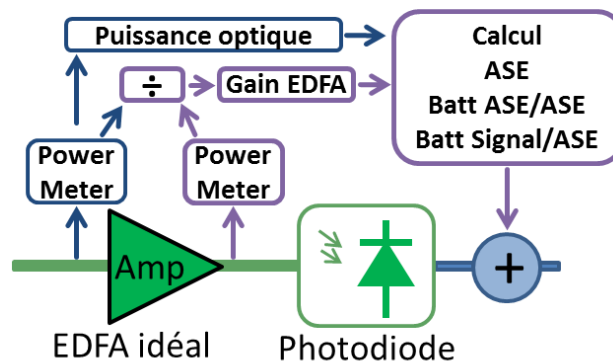 Puissance optique
÷
Gain EDFA
Calcul
ASE
Batt ASE/ASE
Batt Signal/ASE
Power
Meter
Power
Meter
Amp
+
EDFA idéal
Photodiode